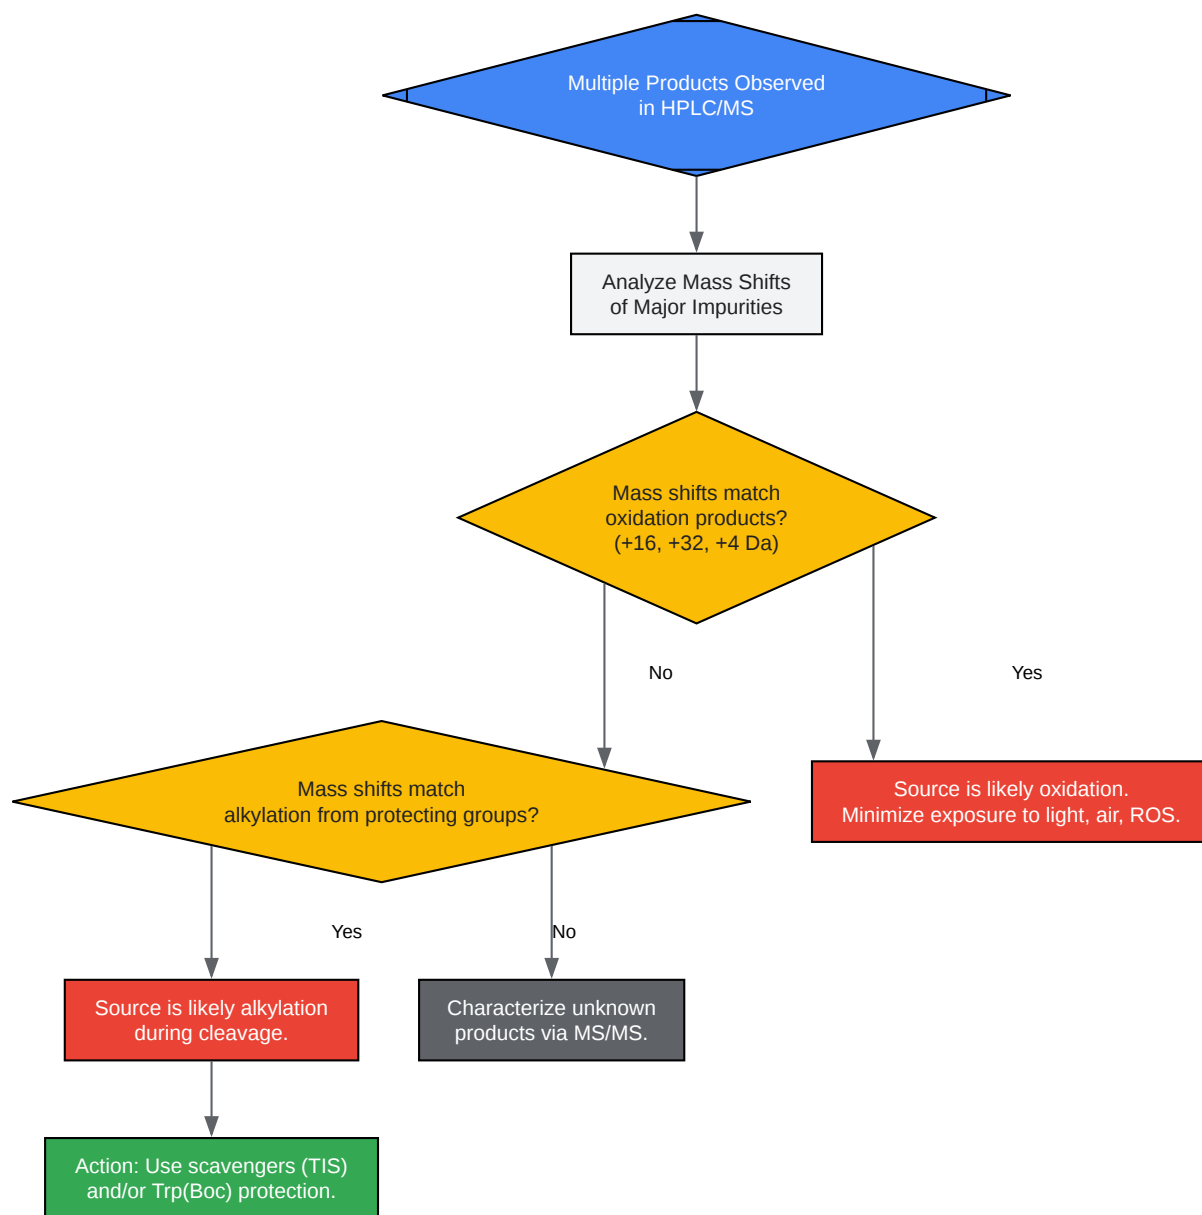 Multiple Products Observed
in HPLC/MS
Analyze Mass Shifts
of Major Impurities
Mass shifts match
oxidation products?
(+16, +32, +4 Da)
No
Yes
Mass shifts match
alkylation from protecting groups?
Source is likely oxidation.
Minimize exposure to light, air, ROS.
Yes
No
Source is likely alkylation
during cleavage.
Characterize unknown
products via MS/MS.
Action: Use scavengers (TIS)
and/or Trp(Boc) protection.